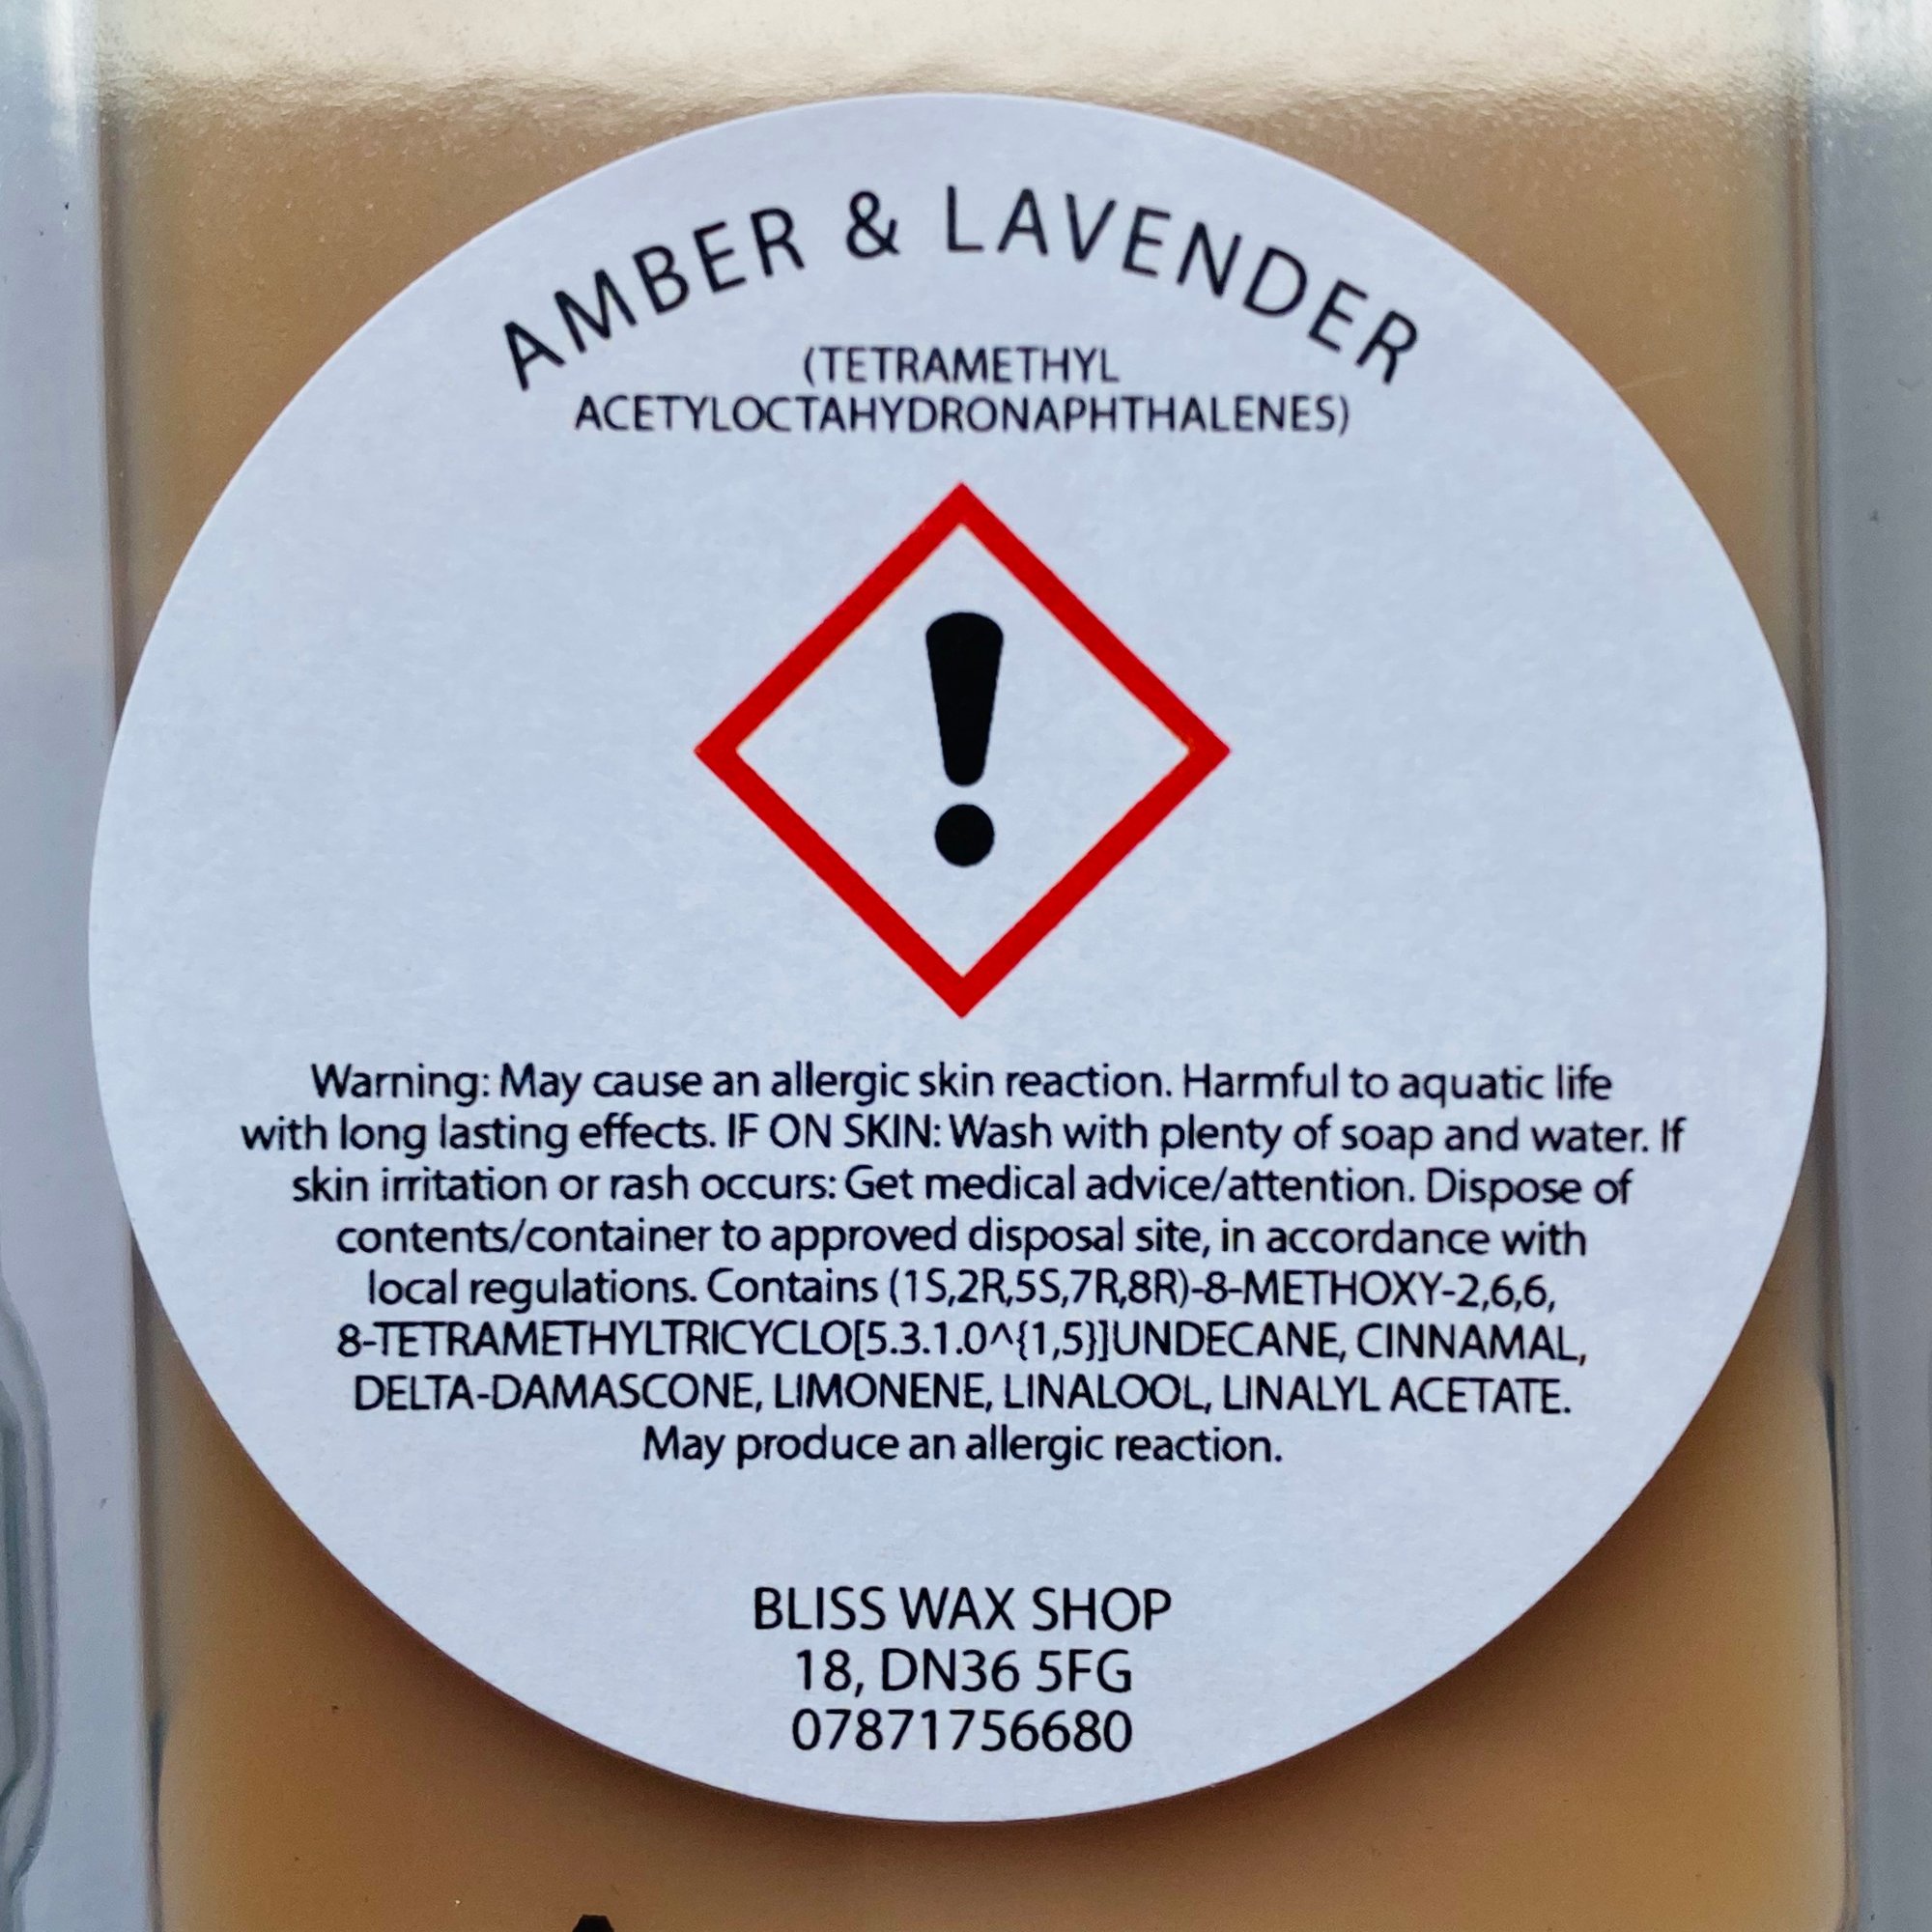 AMBER & LAVENDER
(TETRAMETHYL
ACETYLOCTAHYDRONAPHTHALENES)
!
Warning: May cause an allergic skin reaction. Harmful to aquatic life
with long lasting effects. IF ON SKIN: Wash with plenty of soap and water. If
skin irritation or rash occurs: Get medical advice/attention. Dispose of
contents/container to approved disposal site, in accordance with
local regulations. Contains (1S,2R,5S,7R,8R)-8-METHOXY-2,6,6,
8-TETRAMETHYLTRICYCLO[5.3.1.0^{1,5}]UNDECANE, CINNAMAL,
DELTA-DAMASCONE, LIMONENE, LINALOOL, LINALYL ACETATE.
May produce an allergic reaction.
BLISS WAX SHOP
18, DN36 5FG
07871756680